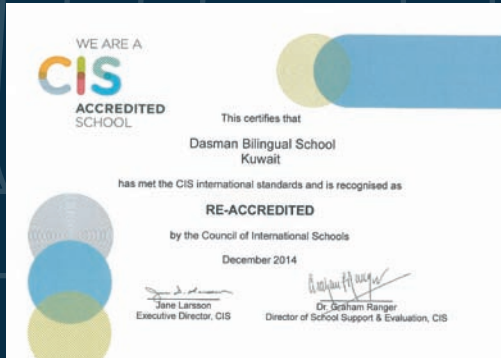 WE ARE A
CIS
ACCREDITED
SCHOOL
This certifies that
Dasman Bilingual School
Kuwait
has met the CIS international standards and is recognised as
RE-ACCREDITED
by the Council of International Schools
December 2014
Jane Larsson
Executive Director, CIS
Dr. Graham Ranger
Director of School Support & Evaluation, CIS